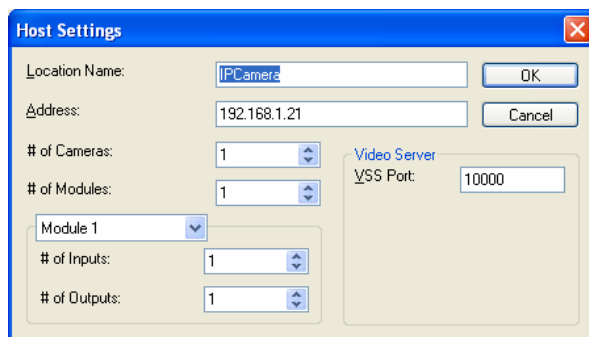 Host Settings
Location Name: IPCamera OK
Address: 192.168.1.21 Cancel
# of Cameras: 1 Video Server
VSS Port: 10000
# of Modules: 1
Module 1
# of Inputs: 1
# of Outputs: 1